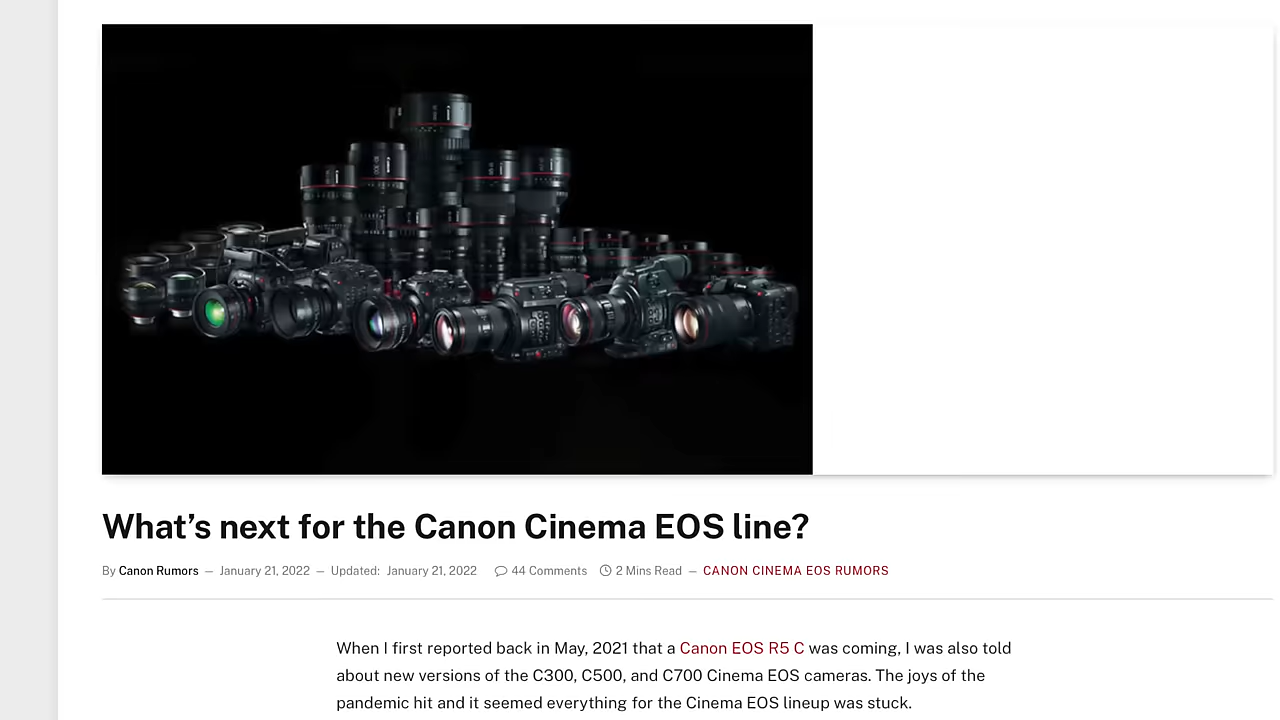 What’s next for the Canon Cinema EOS line?
By Canon Rumors — January 21, 2022 — Updated: January 21, 2022 44 Comments 2 Mins Read — CANON CINEMA EOS RUMORS
When I first reported back in May, 2021 that a Canon EOS R5 C was coming, I was also told
about new versions of the C300, C500, and C700 Cinema EOS cameras. The joys of the
pandemic hit and it seemed everything for the Cinema EOS lineup was stuck.